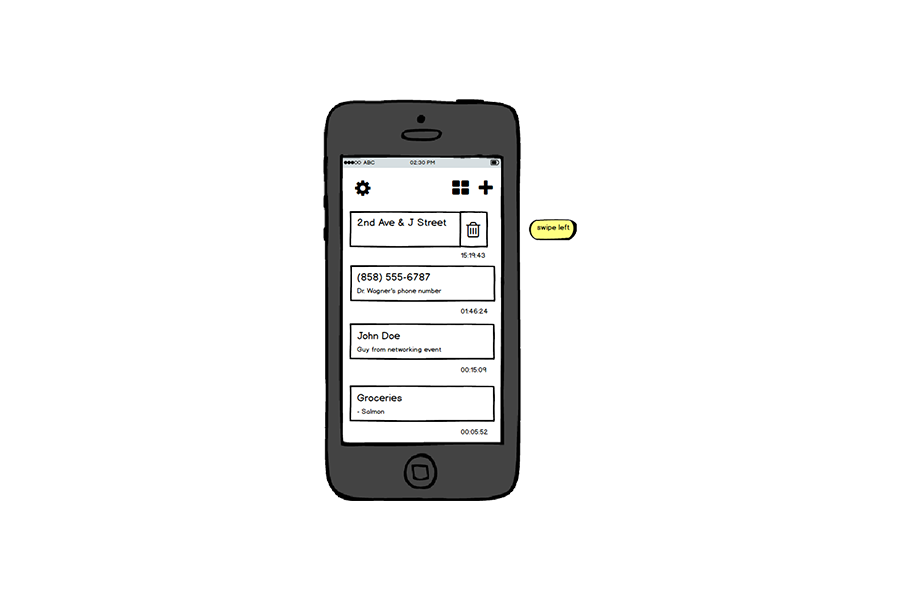 ABC 02:30 PM
2nd Ave & J Street
15:19:43
swipe left
(858) 555-6787
Dr. Wagner's phone number
01:46:24
John Doe
Guy from networking event
00:15:09
Groceries
- Salmon
00:05:52